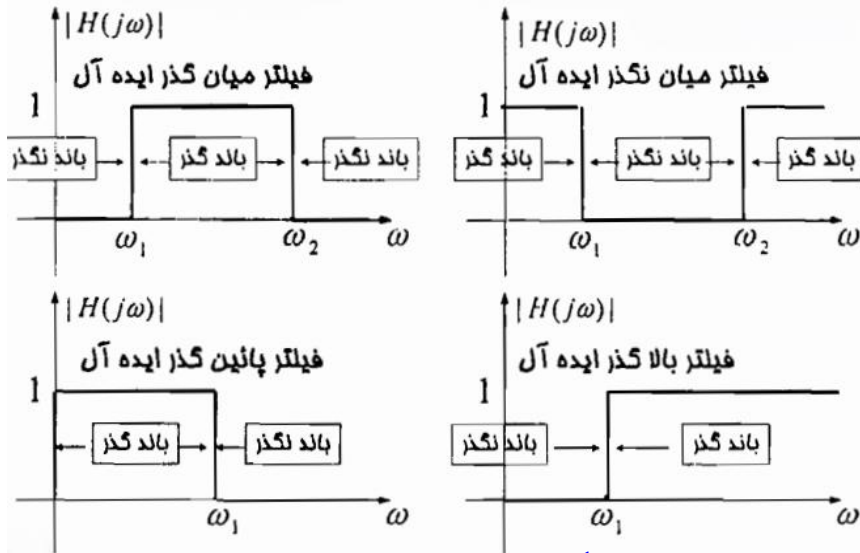 |H(jω)|
فیلتر میان گذر ایده آل
1
باند نگذر
باند گذر
باند نگذر
ω₁
ω₂
ω
|H(jω)|
فیلتر میان نگذر ایده آل
1
باند گذر
باند نگذر
باند گذر
ω₁
ω₂
ω
|H(jω)|
فیلتر پائین گذر ایده آل
1
باند گذر
باند نگذر
ω₁
ω
|H(jω)|
فیلتر بالا گذر ایده آل
1
باند نگذر
باند گذر
ω₁
ω